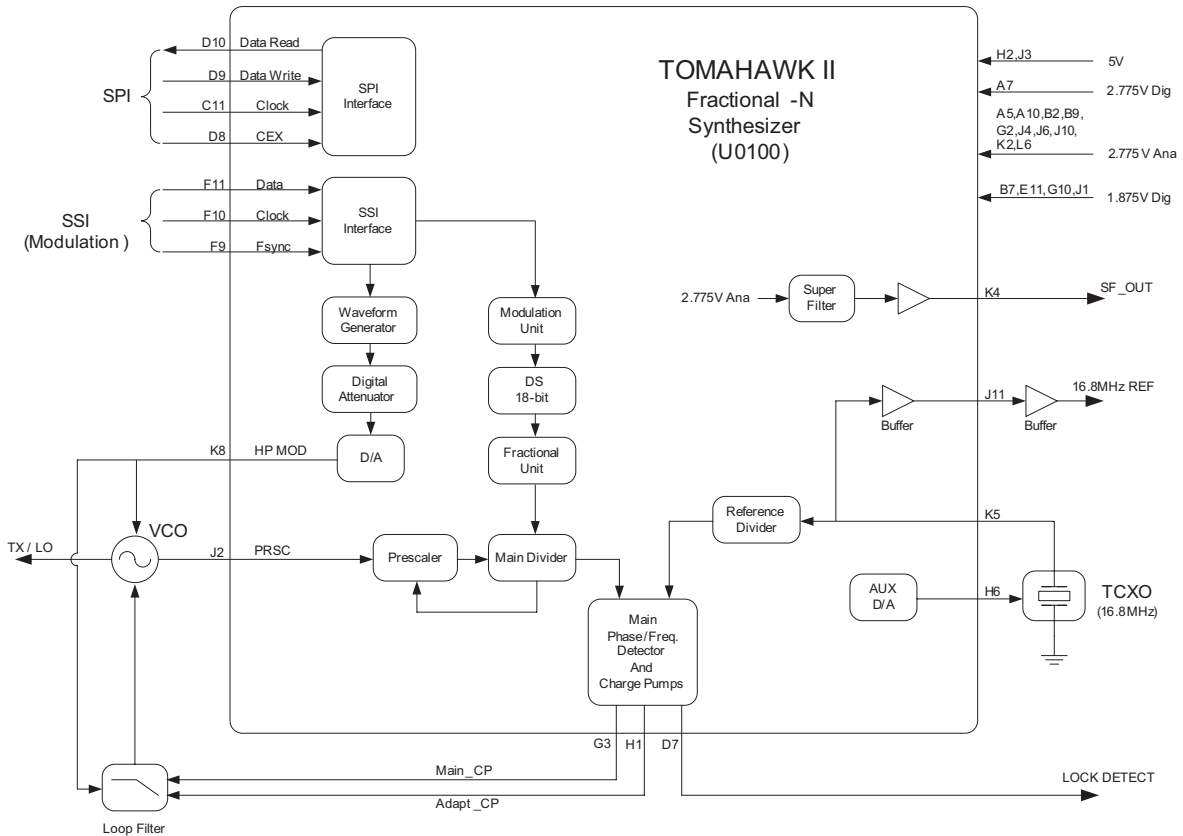 TOMAHAWK II
Fractional -N
Synthesizer
(U0100)
SPI
D10 Data Read
D9 Data Write
C11 Clock
D8 CEX
SPI
Interface
SSI
(Modulation )
F11 Data
F10 Clock
F9 Fsync
SSI
Interface
H2,J3
5V
A7
2.775V Dig
A5,A10,B2,B9,
G2,J4,J6,J10,
K2,L6
2.775 V Ana
B7,E11,G10,J1
1.875V Dig
Waveform
Generator
Digital
Attenuator
D/A
K8 HP MOD
Modulation
Unit
DS
18-bit
Fractional
Unit
2.775V Ana
Super
Filter
K4
SF_OUT
Buffer
J11
Buffer
16.8MHz REF
Reference
Divider
K5
AUX
D/A
H6
TCXO
(16.8MHz)
VCO
TX / LO
J2 PRSC
Prescaler
Main Divider
Main
Phase/Freq.
Detector
And
Charge Pumps
G3 H1 D7
Main_CP
Adapt _CP
LOCK DETECT
Loop Filter